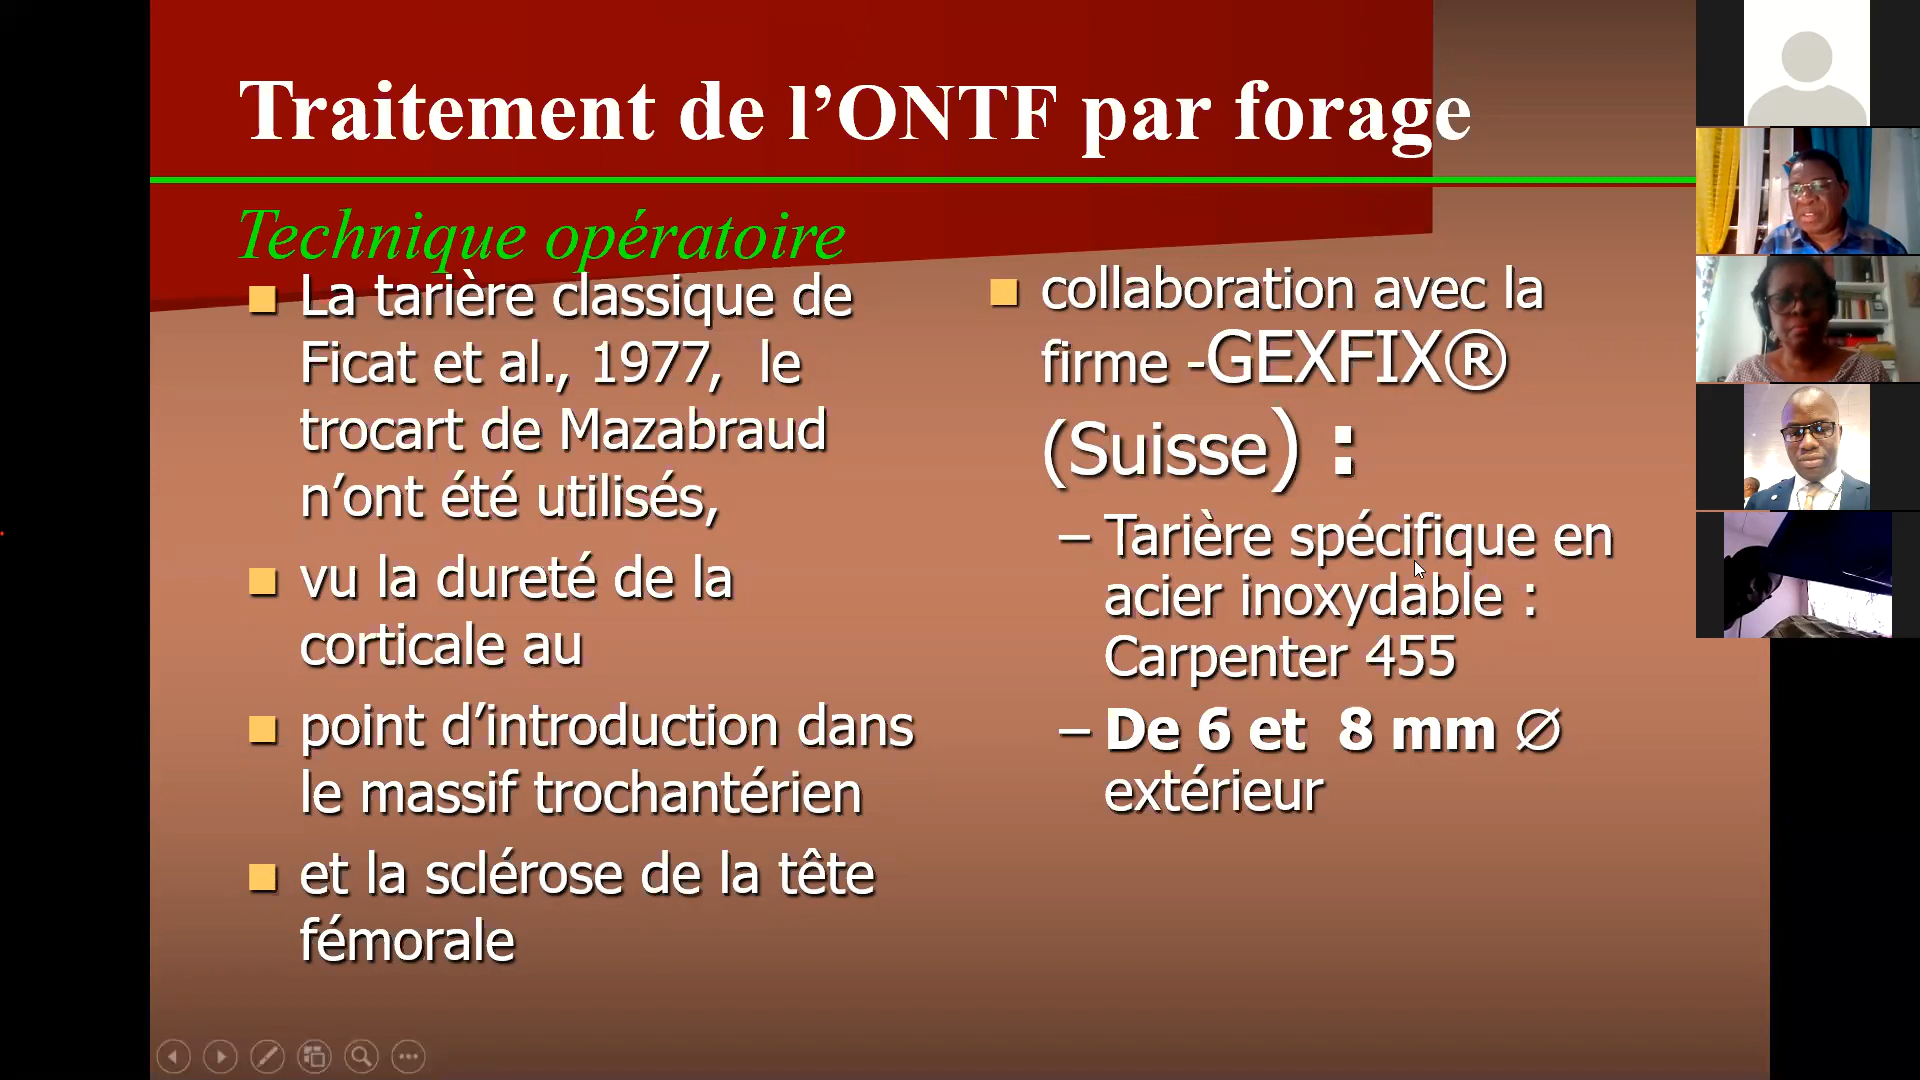 Traitement de l’ONTF par forage
Technique opératoire
La tarière classique de
Ficat et al., 1977, le
trocart de Mazabraud
n’ont été utilisés,
vu la dureté de la
corticale au
point d’introduction dans
le massif trochantérien
et la sclérose de la tête
fémorale
collaboration avec la
firme -GEXFIX®
(Suisse) :
– Tarière spécifique en
acier inoxydable :
Carpenter 455
– De 6 et 8 mm ∅
extérieur